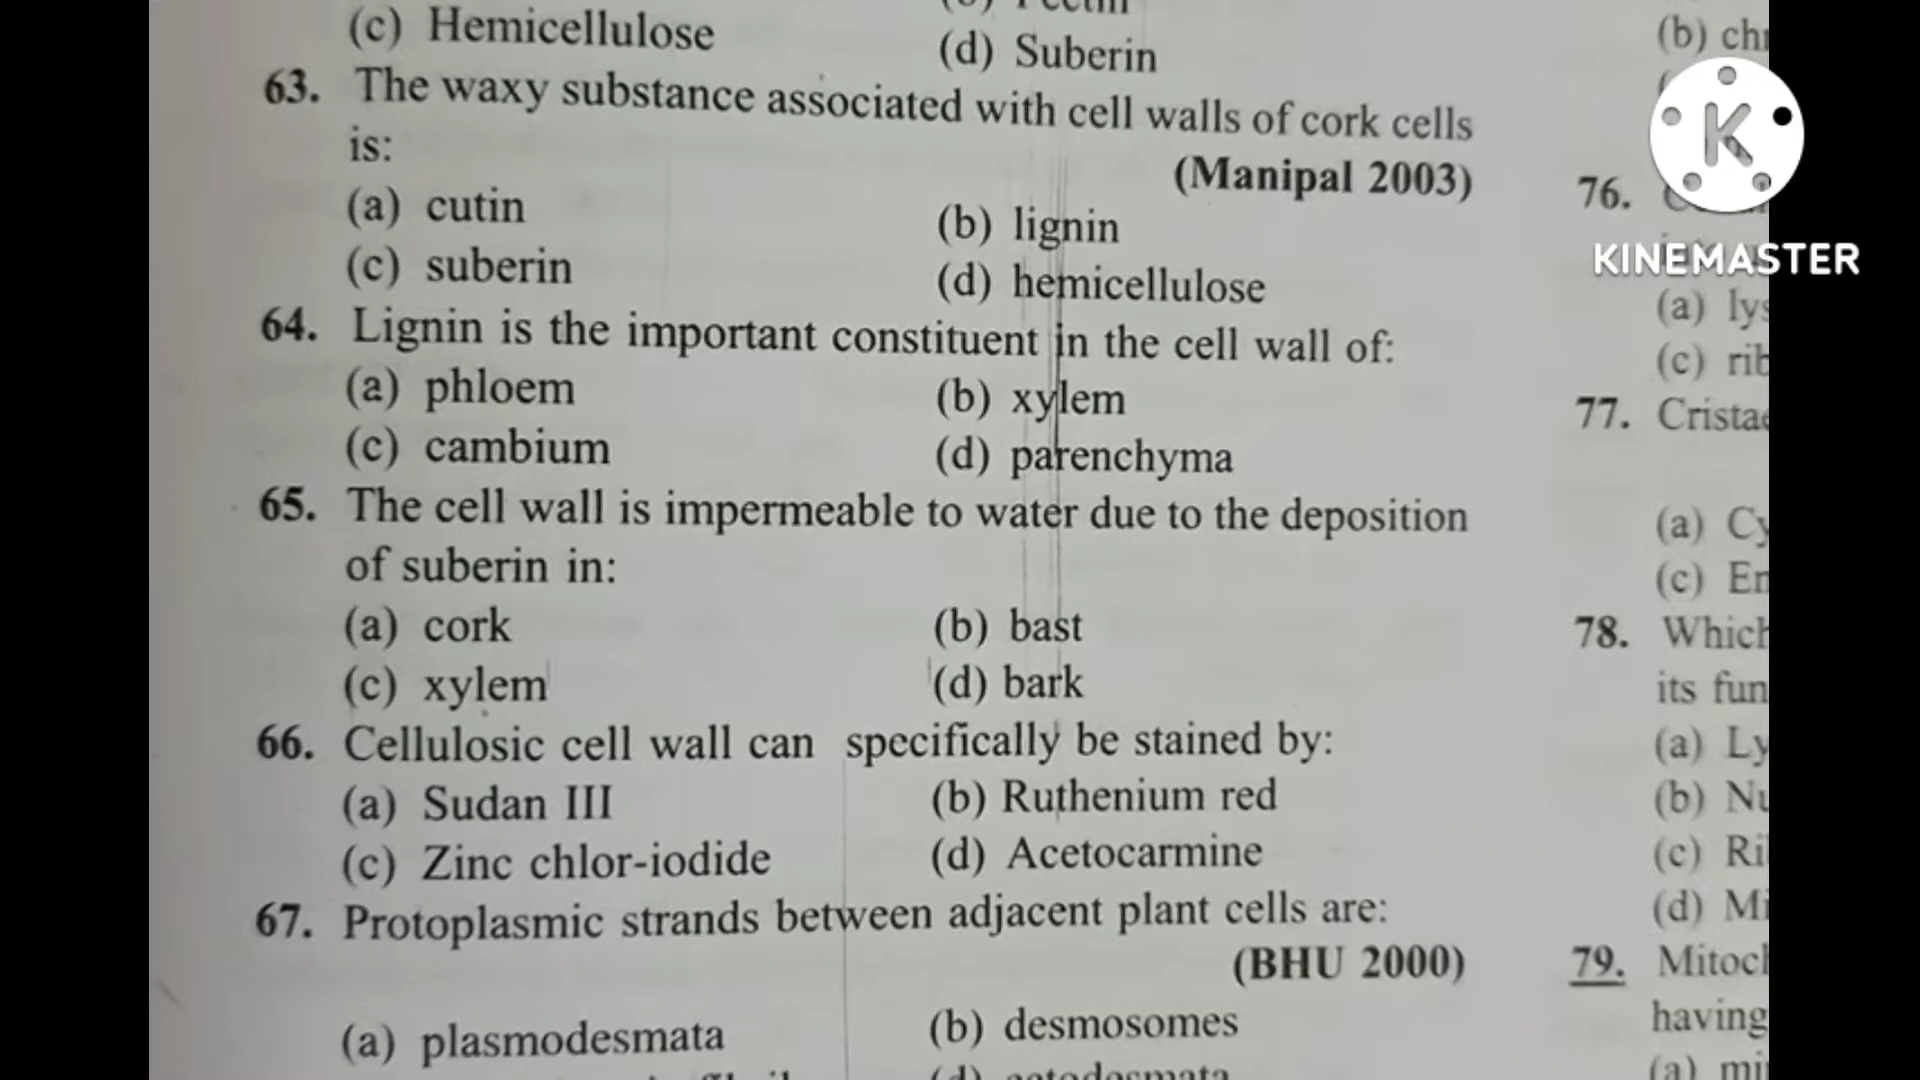 (c) Hemicellulose
(d) Suberin
63. The waxy substance associated with cell walls of cork cells
is:
(Manipal 2003)
(a) cutin
(b) lignin
(c) suberin
(d) hemicellulose
64. Lignin is the important constituent in the cell wall of:
(a) phloem
(b) xylem
(c) cambium
(d) parenchyma
65. The cell wall is impermeable to water due to the deposition
of suberin in:
(a) cork
(b) bast
(c) xylem
(d) bark
66. Cellulosic cell wall can specifically be stained by:
(a) Sudan III
(b) Ruthenium red
(c) Zinc chlor-iodide
(d) Acetocarmine
67. Protoplasmic strands between adjacent plant cells are:
(BHU 2000)
(a) plasmodesmata
(b) desmosomes
(b)
76.
KINEMASTER
(a)
(c)
77.
(a)
(c)
78. Which
its fun
(a)
(b)
(c)
(d)
79.
having